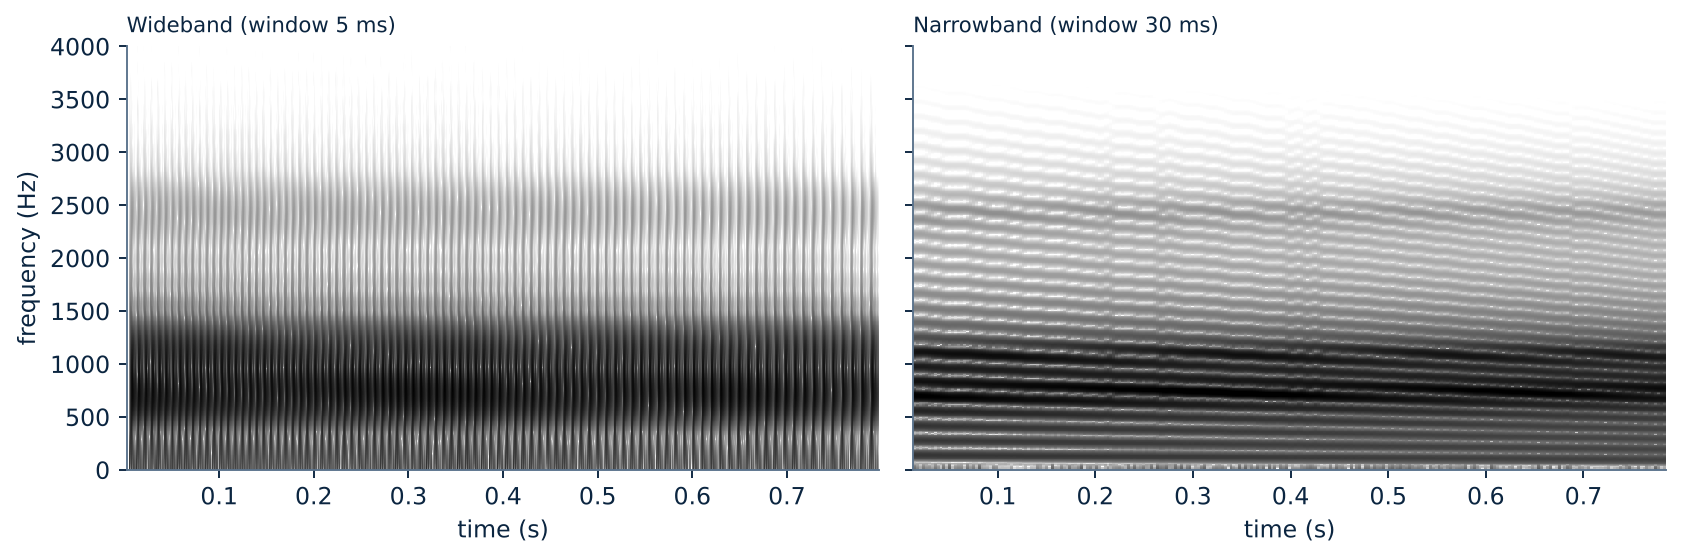 Wideband (window 5 ms)
Narrowband (window 30 ms)
frequency (Hz)
4000
3500
3000
2500
2000
1500
1000
500
0
0.1 0.2 0.3 0.4 0.5 0.6 0.7
time (s)
0.1 0.2 0.3 0.4 0.5 0.6 0.7
time (s)